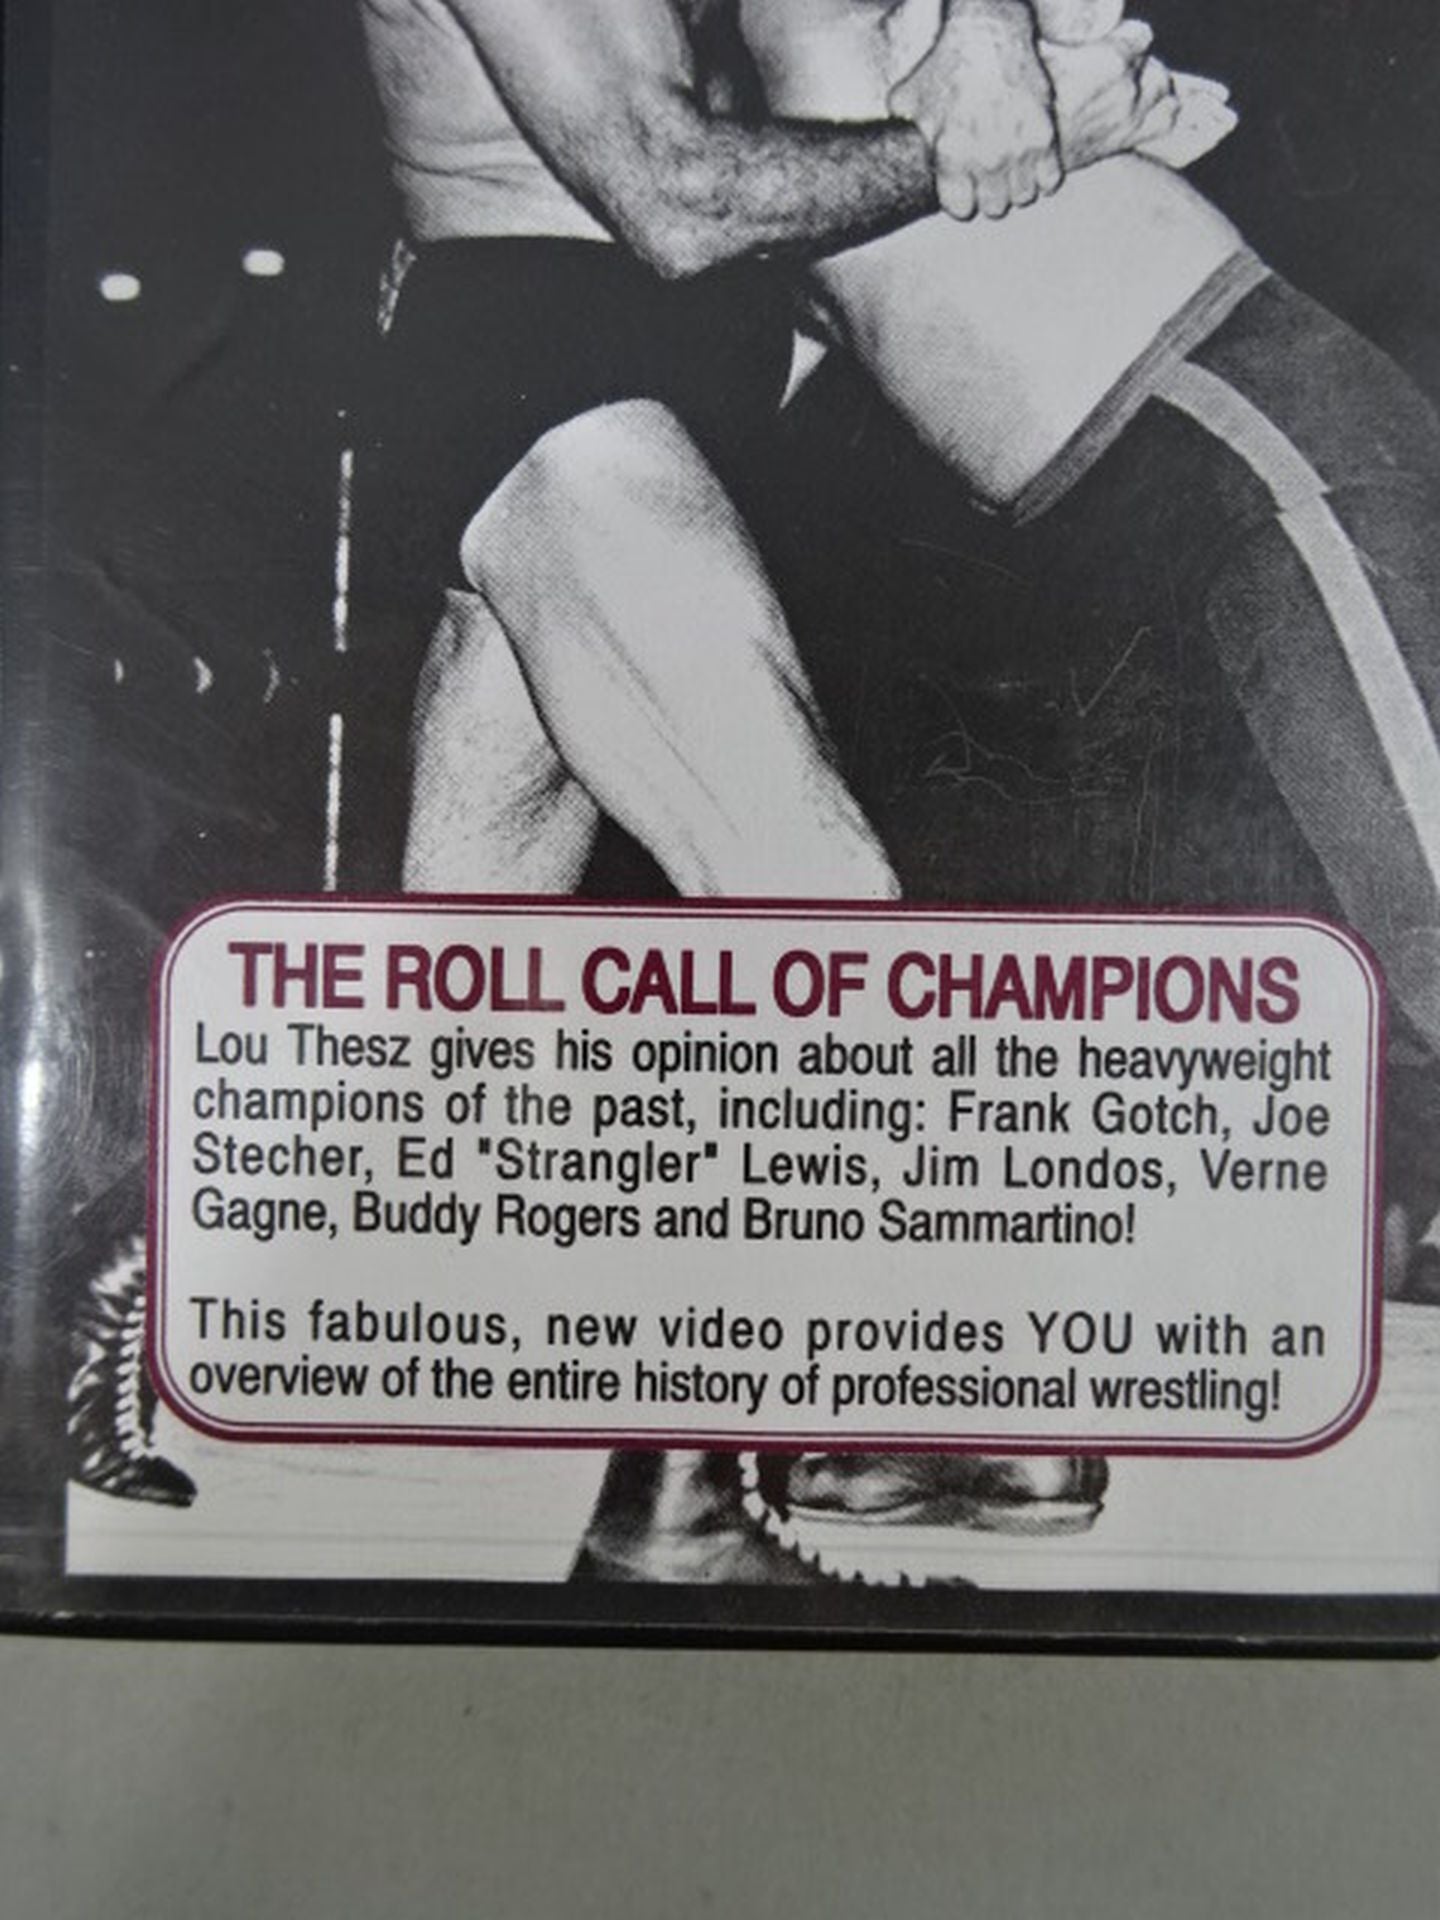 THE ROLL CALL OF CHAMPIONS
Lou Thesz gives his opinion about all the heavyweight
champions of the past, including: Frank Gotch, Joe
Stecher, Ed "Strangler" Lewis, Jim Londos, Verne
Gagne, Buddy Rogers and Bruno Sammartino!
This fabulous, new video provides YOU with an
overview of the entire history of professional wrestling!